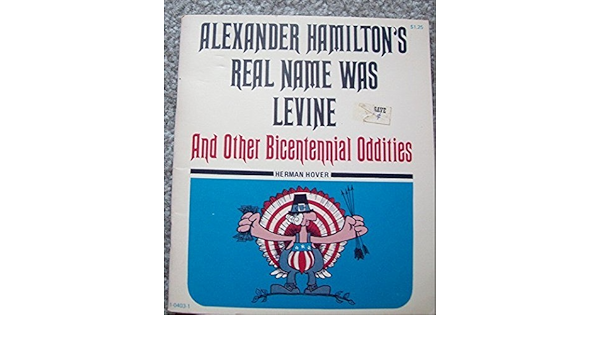 $1.25
ALEXANDER HAMILTON'S
REAL NAME WAS
LEVINE
And Other Bicentennial Oddities
HERMAN HOVER